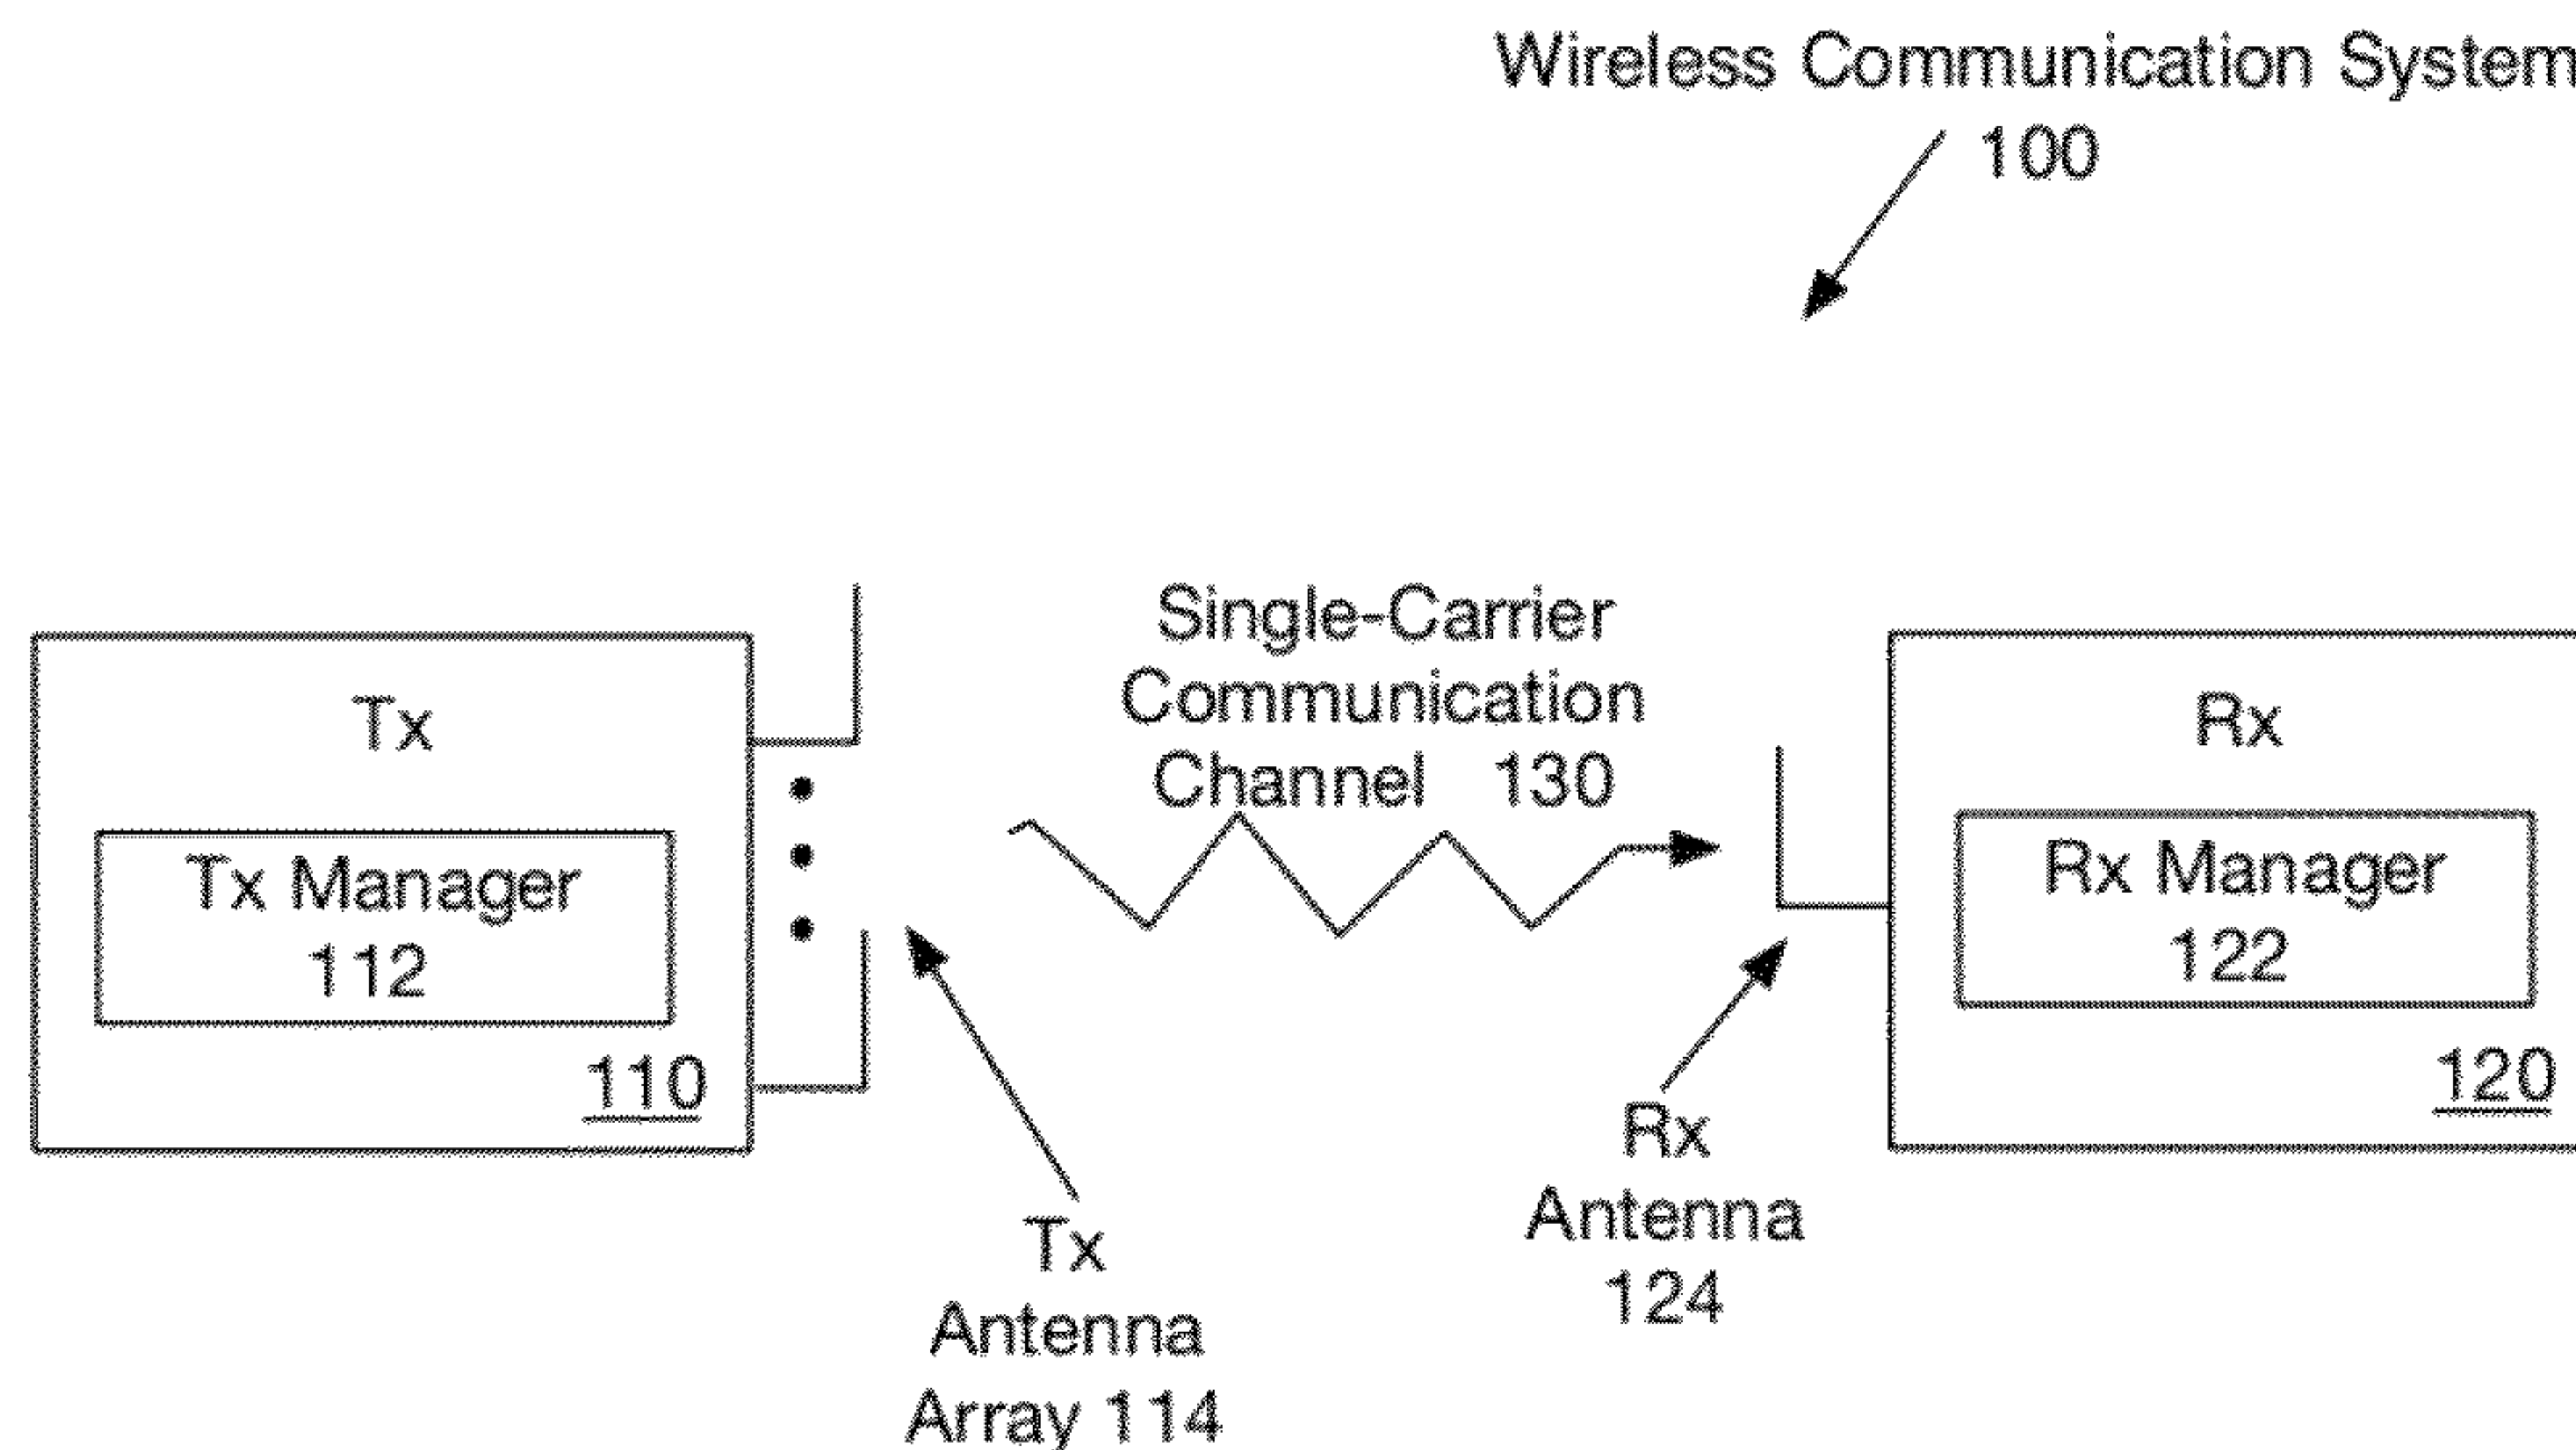 Wireless Communication System
100
Single-Carrier
Communication
Channel 130
Tx
Tx Manager
112
110
Rx
Rx Manager
122
120
Tx
Antenna
Array 114
Rx
Antenna
124